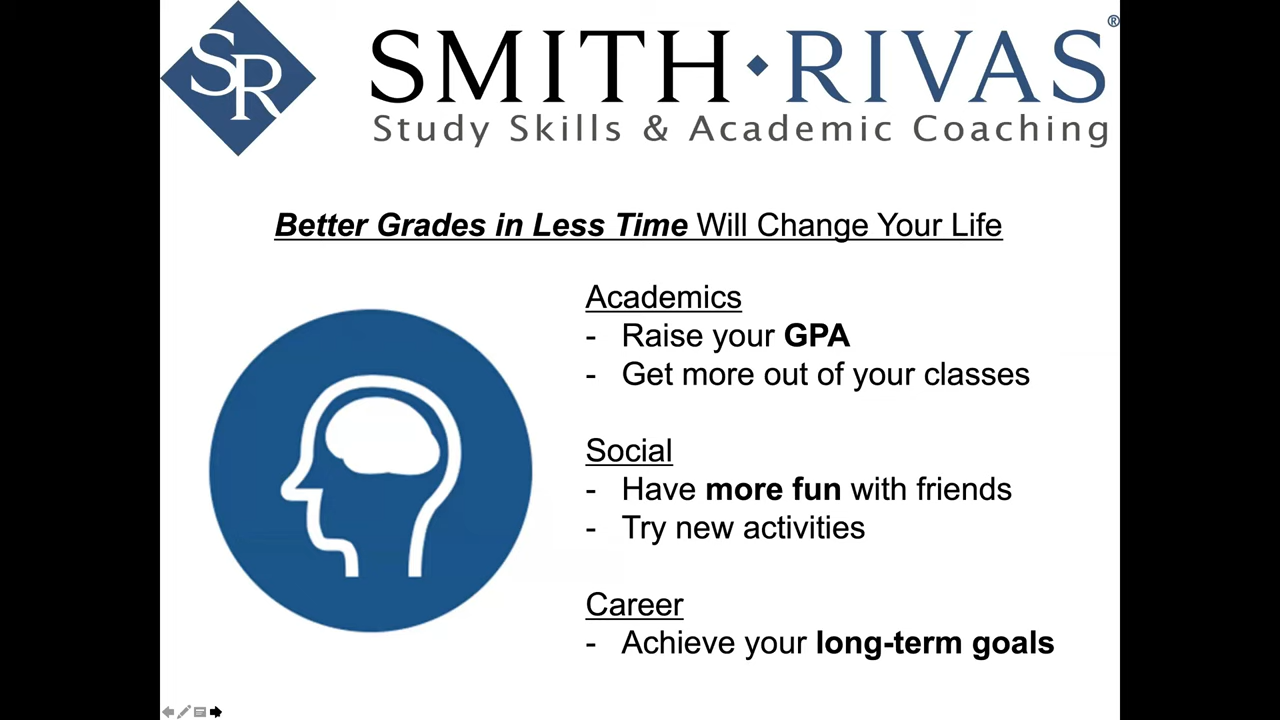 SR
SMITH◆RIVAS®
Study Skills & Academic Coaching
Better Grades in Less Time Will Change Your Life
Academics
- Raise your GPA
- Get more out of your classes
Social
- Have more fun with friends
- Try new activities
Career
- Achieve your long-term goals